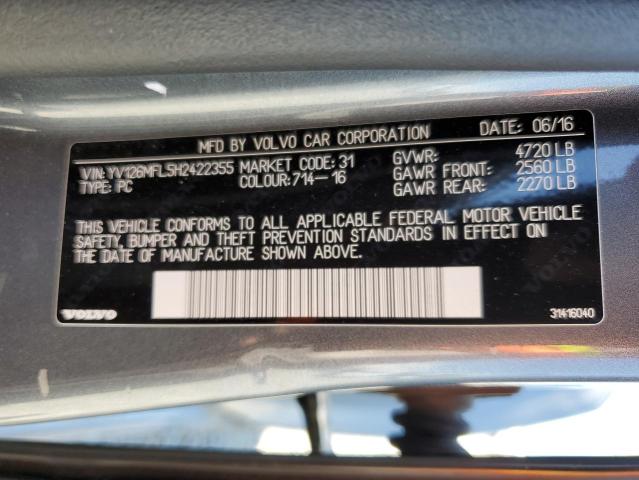 MFD BY VOLVO CAR CORPORATION DATE: 06/16
VIN: YV126MFL5H2422355 MARKET CODE: 31 GVWR: 4720 LB
TYPE: PC COLOUR: 714-16 GAWR FRONT: 2560 LB
GAWR REAR: 2270 LB
THIS VEHICLE CONFORMS TO ALL APPLICABLE FEDERAL MOTOR VEHICLE
SAFETY, BUMPER AND THEFT PREVENTION STANDARDS IN EFFECT ON
THE DATE OF MANUFACTURE SHOWN ABOVE.
VOLVO 31416040